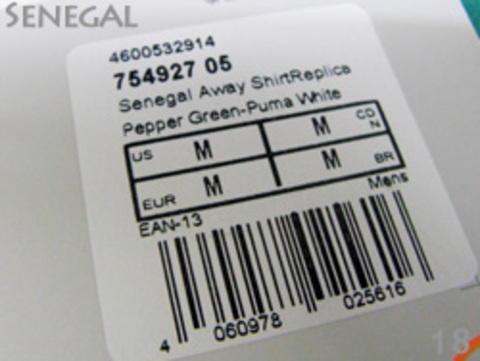 SENEGAL
4600532914
754927 05
Senegal Away ShirtReplica
Pepper Green-Puma White
US M M CDN
EUR M M BR
Mens
EAN-13
4 060978 025616
18